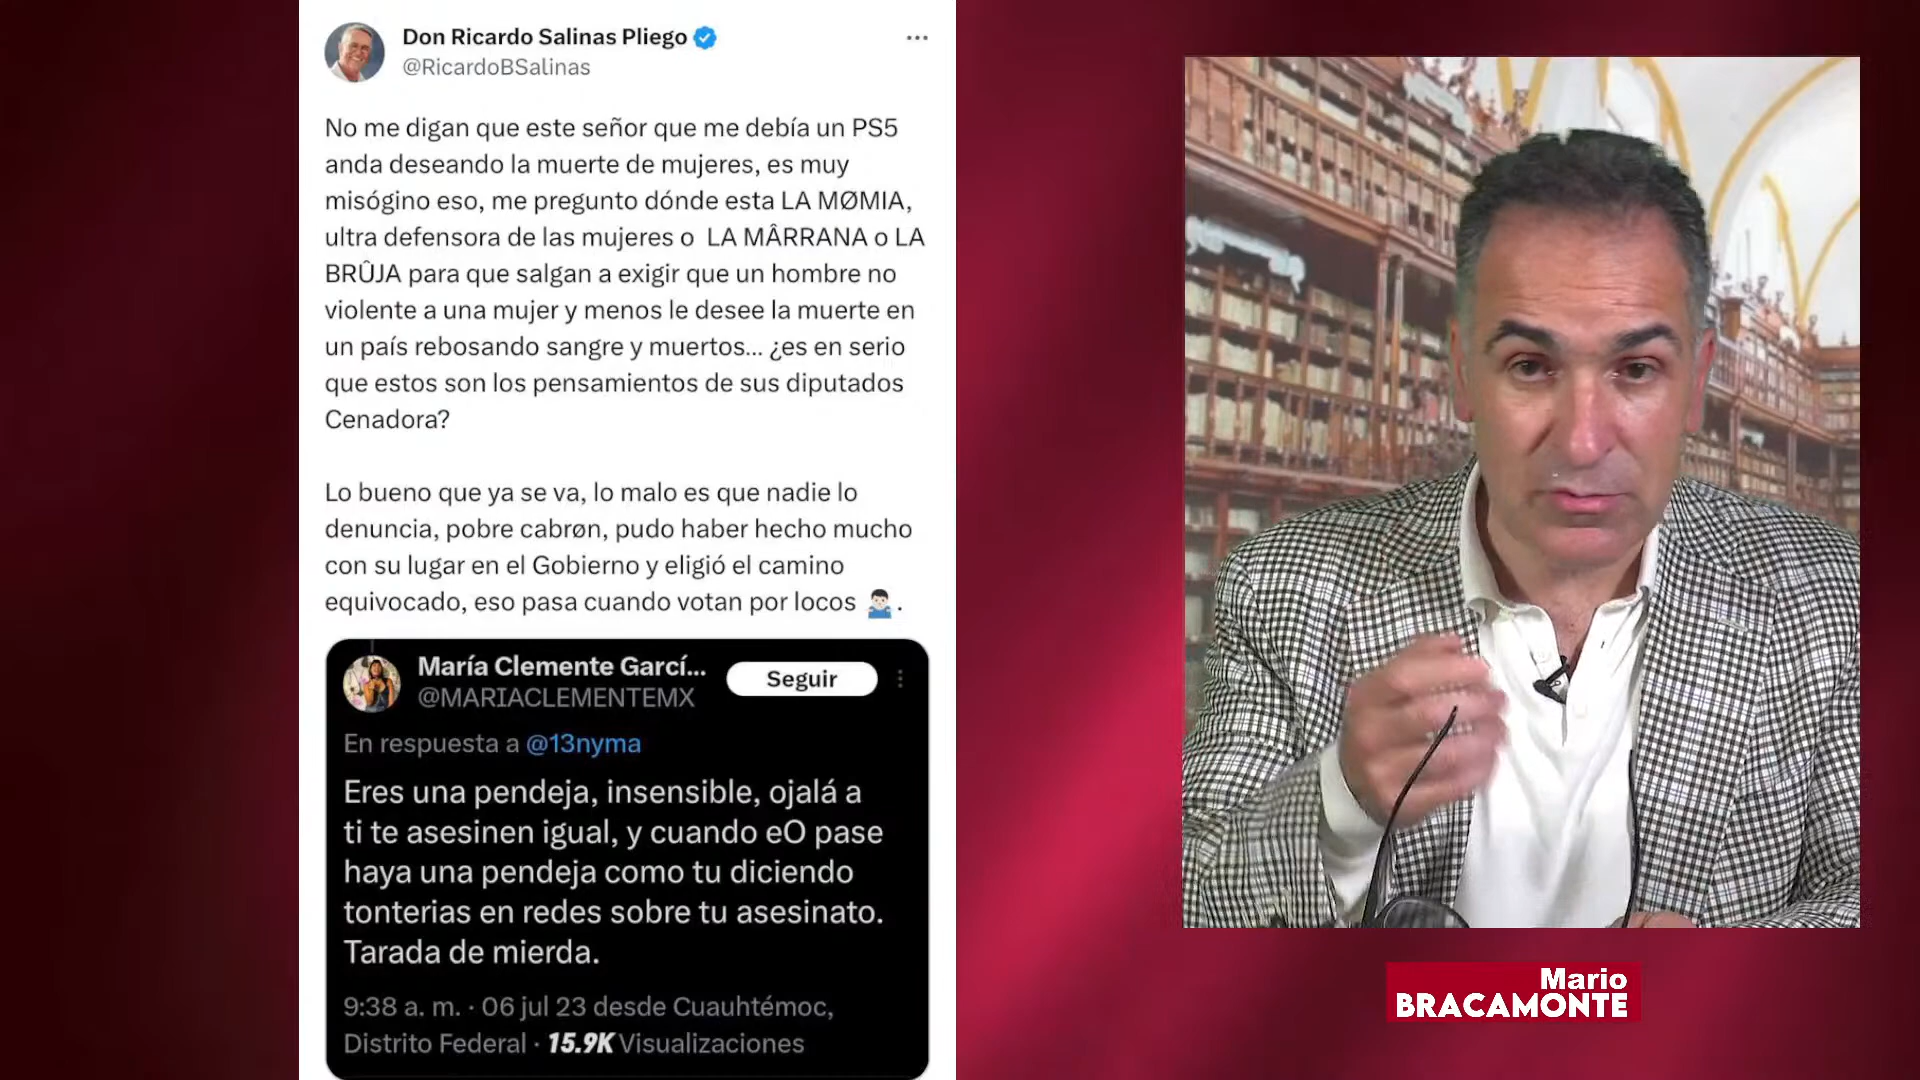 Don Ricardo Salinas Pliego
@RicardoBSalinas
No me digan que este señor que me debía un PS5
anda deseando la muerte de mujeres, es muy
misógino eso, me pregunto dónde esta LA MØMIA,
ultra defensora de las mujeres o LA MÂRRANA o LA
BRÛJA para que salgan a exigir que un hombre no
violente a una mujer y menos le desee la muerte en
un país rebosando sangre y muertos... ¿es en serio
que estos son los pensamientos de sus diputados
Cenadora?
Lo bueno que ya se va, lo malo es que nadie lo
denuncia, pobre cabrøn, pudo haber hecho mucho
con su lugar en el Gobierno y eligió el camino
equivocado, eso pasa cuando votan por locos 🤷🏻‍♂️.
María Clemente Garcí...
Seguir
@MARIACLEMENTEMX
En respuesta a @13nyma
Eres una pendeja, insensible, ojalá a
ti te asesinen igual, y cuando eO pase
haya una pendeja como tu diciendo
tonterias en redes sobre tu asesinato.
Tarada de mierda.
9:38 a. m. · 06 jul 23 desde Cuauhtémoc,
Distrito Federal · 15.9K Visualizaciones
Mario
BRACAMONTE